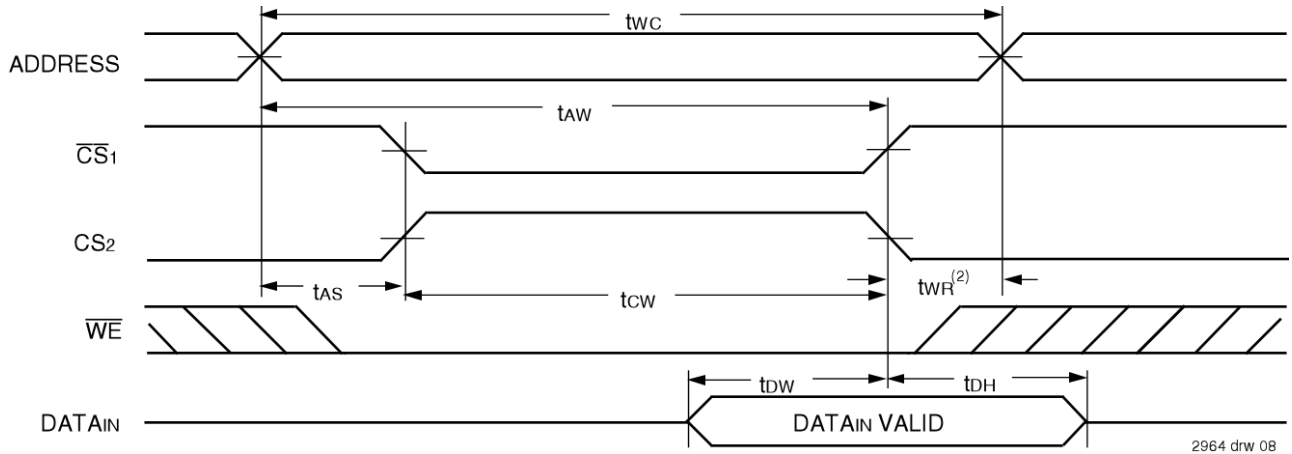 tWC
ADDRESS
tAW
CS1
CS2
tAS
tCW
tWR(2)
WE
tDW
tDH
DATAIN
DATAIN VALID
2964 drw 08